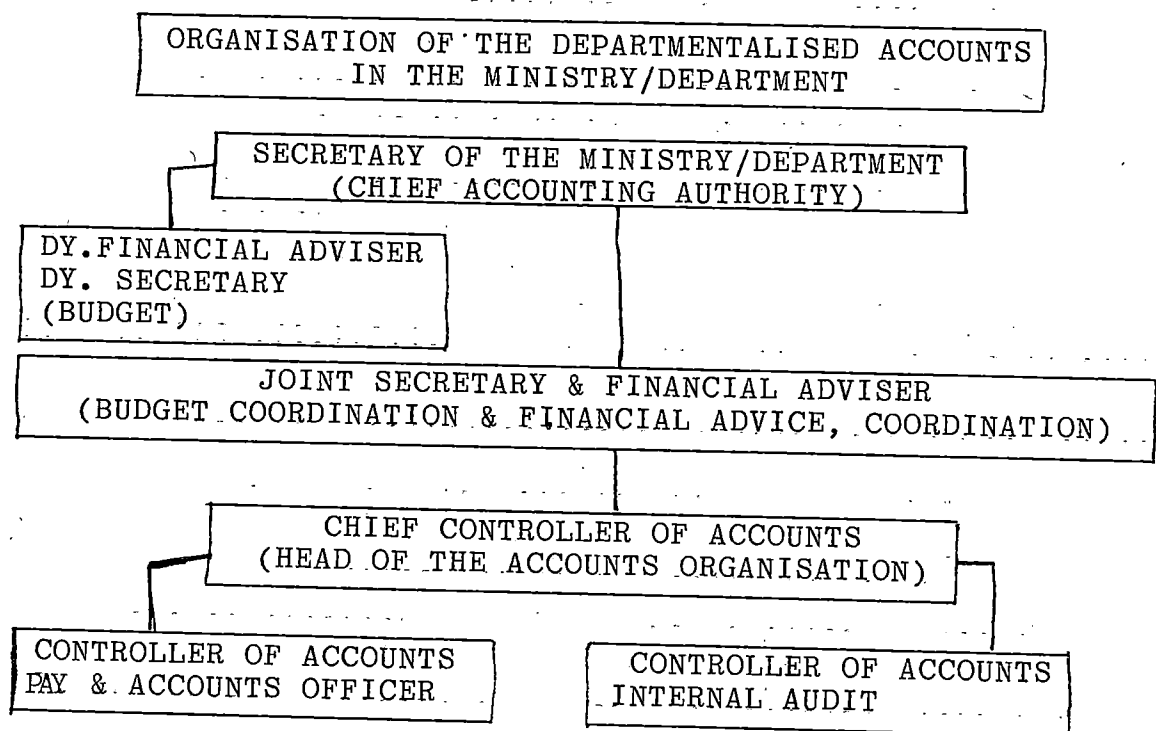 ORGANISATION OF THE DEPARTMENTALISED ACCOUNTS
IN THE MINISTRY/DEPARTMENT
SECRETARY OF THE MINISTRY/DEPARTMENT
(CHIEF ACCOUNTING AUTHORITY)
DY.FINANCIAL ADVISER
DY. SECRETARY
(BUDGET)
JOINT SECRETARY & FINANCIAL ADVISER
(BUDGET COORDINATION & FINANCIAL ADVICE, COORDINATION)
CHIEF CONTROLLER OF ACCOUNTS
(HEAD OF THE ACCOUNTS ORGANISATION)
CONTROLLER OF ACCOUNTS
PAY & ACCOUNTS OFFICER
CONTROLLER OF ACCOUNTS
INTERNAL AUDIT